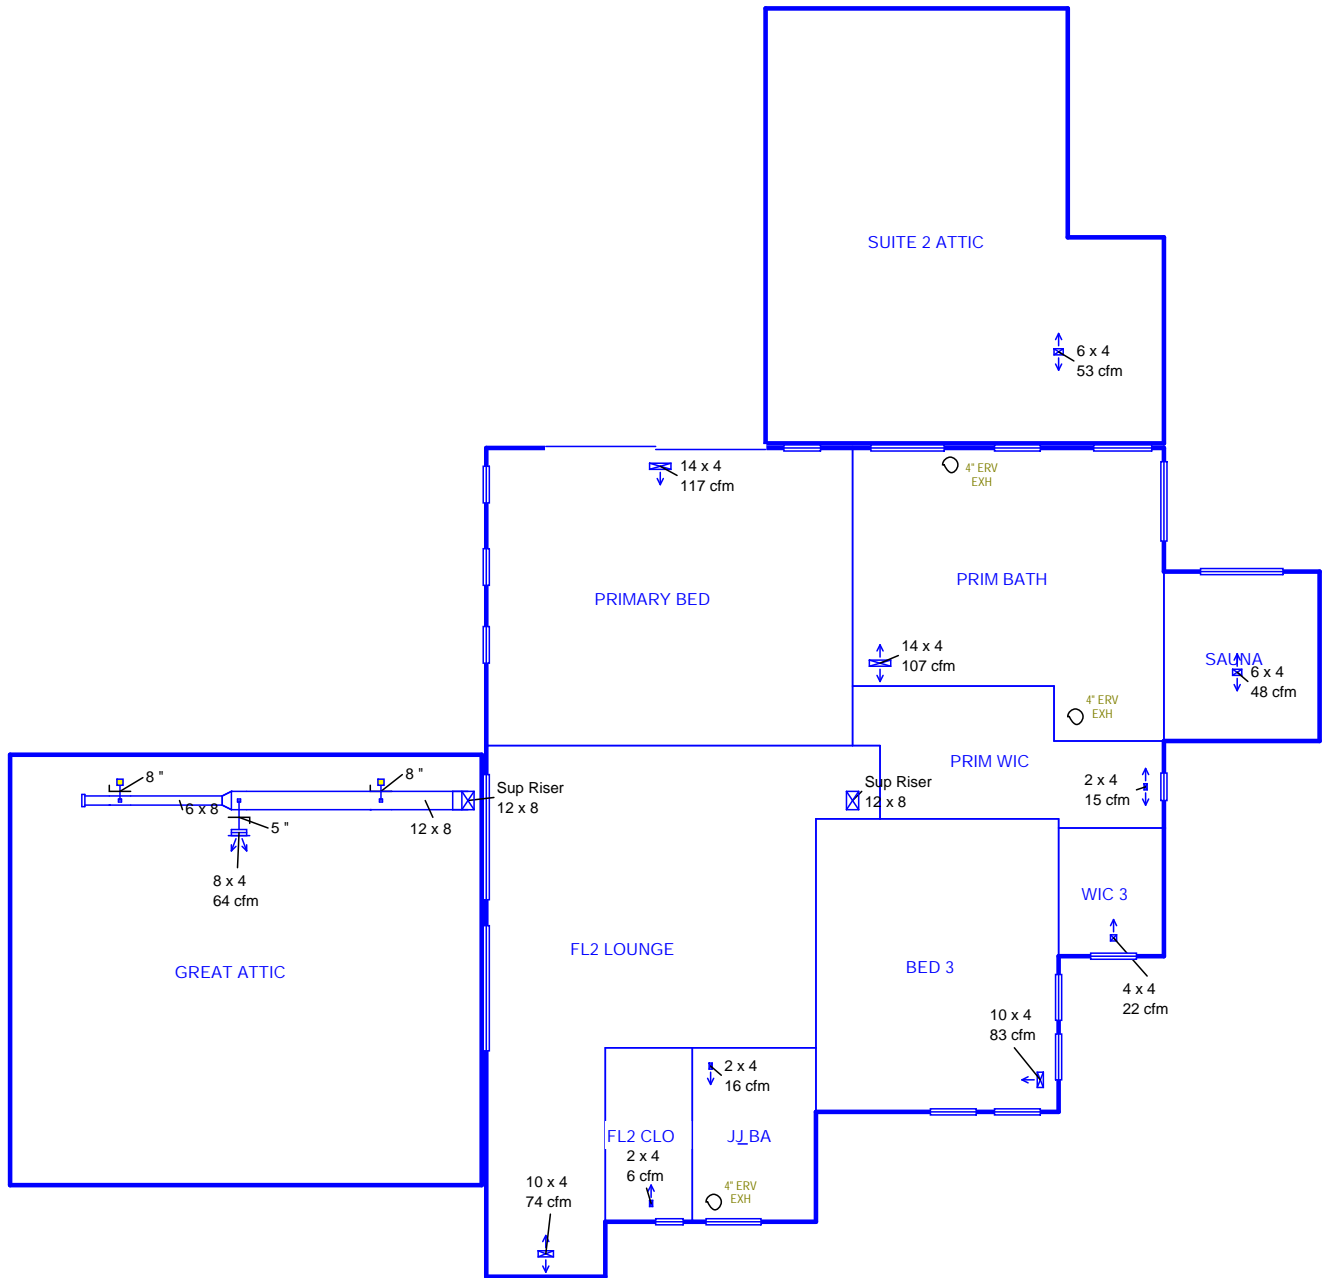 SUITE 2 ATTIC
6 x 4
53 cfm
14 x 4
117 cfm
4" ERV
EXH
PRIM BATH
PRIMARY BED
14 x 4
107 cfm
SAUNA
6 x 4
48 cfm
4" ERV
EXH
PRIM WIC
8 "
8 "
Sup Riser
12 x 8
Sup Riser
12 x 8
2 x 4
15 cfm
6 x 8
12 x 8
5 "
8 x 4
64 cfm
WIC 3
FL2 LOUNGE
BED 3
GREAT ATTIC
4 x 4
22 cfm
10 x 4
83 cfm
2 x 4
16 cfm
FL2 CLO
JJ_BA
2 x 4
6 cfm
10 x 4
74 cfm
4" ERV
EXH